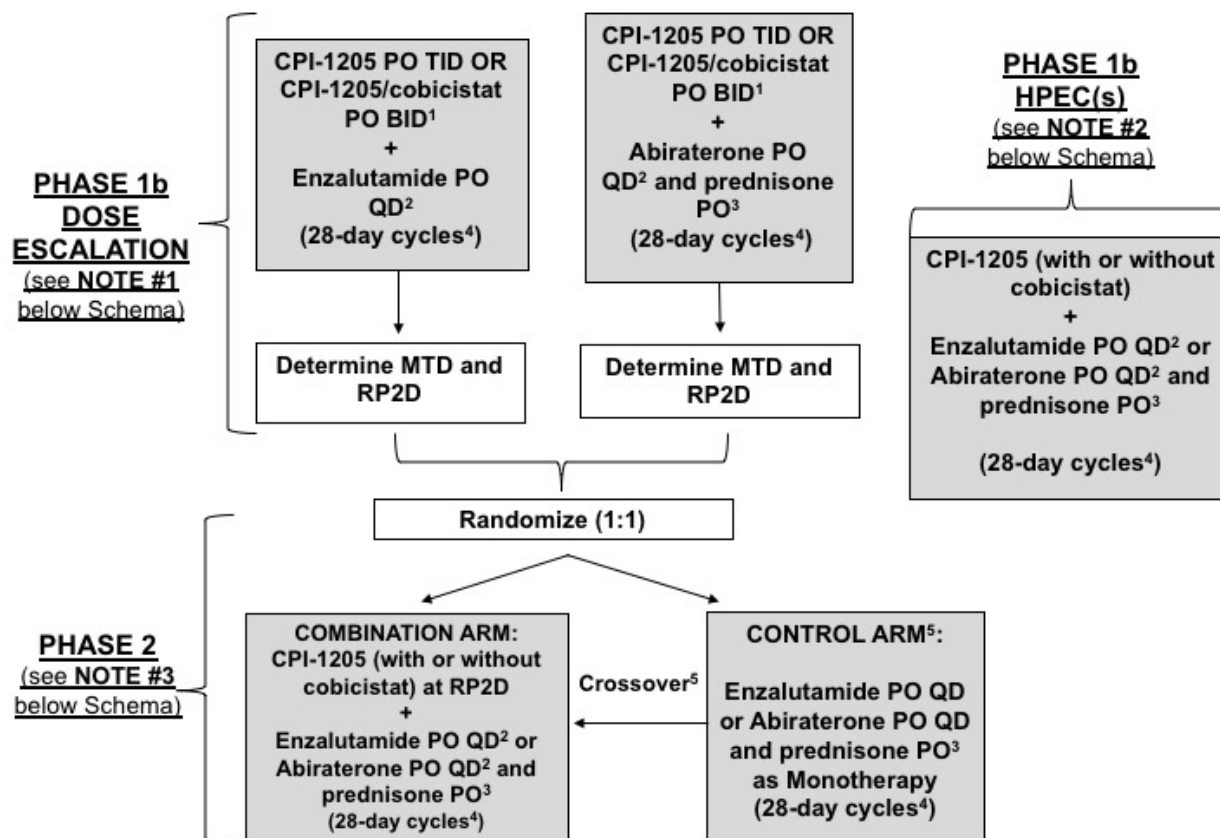 PHASE 1b
DOSE
ESCALATION
(see NOTE #1
below Schema)
CPI-1205 PO TID OR
CPI-1205/cobicistat
PO BID¹
+
Enzalutamide PO
QD²
(28-day cycles⁴)
CPI-1205 PO TID OR
CPI-1205/cobicistat
PO BID¹
+
Abiraterone PO
QD² and prednisone
PO³
(28-day cycles⁴)
PHASE 1b
HPEC(s)
(see NOTE #2
below Schema)
CPI-1205 (with or without
cobicistat)
+
Enzalutamide PO QD² or
Abiraterone PO QD² and
prednisone PO³
(28-day cycles⁴)
Determine MTD and
RP2D
Determine MTD and
RP2D
Randomize (1:1)
PHASE 2
(see NOTE #3
below Schema)
COMBINATION ARM:
CPI-1205 (with or without
cobicistat) at RP2D
+
Enzalutamide PO QD² or
Abiraterone PO QD² and
prednisone PO³
(28-day cycles⁴)
Crossover⁵
CONTROL ARM⁵:
Enzalutamide PO QD
or Abiraterone PO QD
and prednisone PO³
as Monotherapy
(28-day cycles⁴)